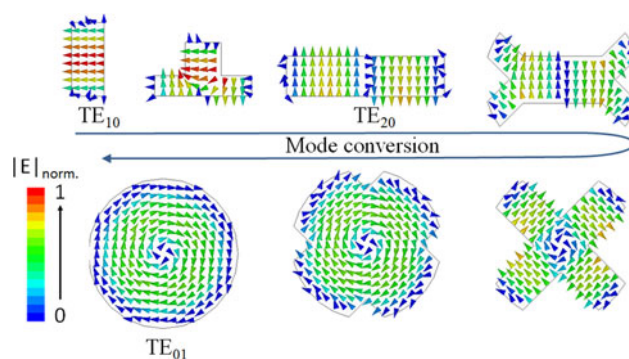 TE₁₀
TE₂₀
Mode conversion
|E|norm.
1
0
TE₀₁